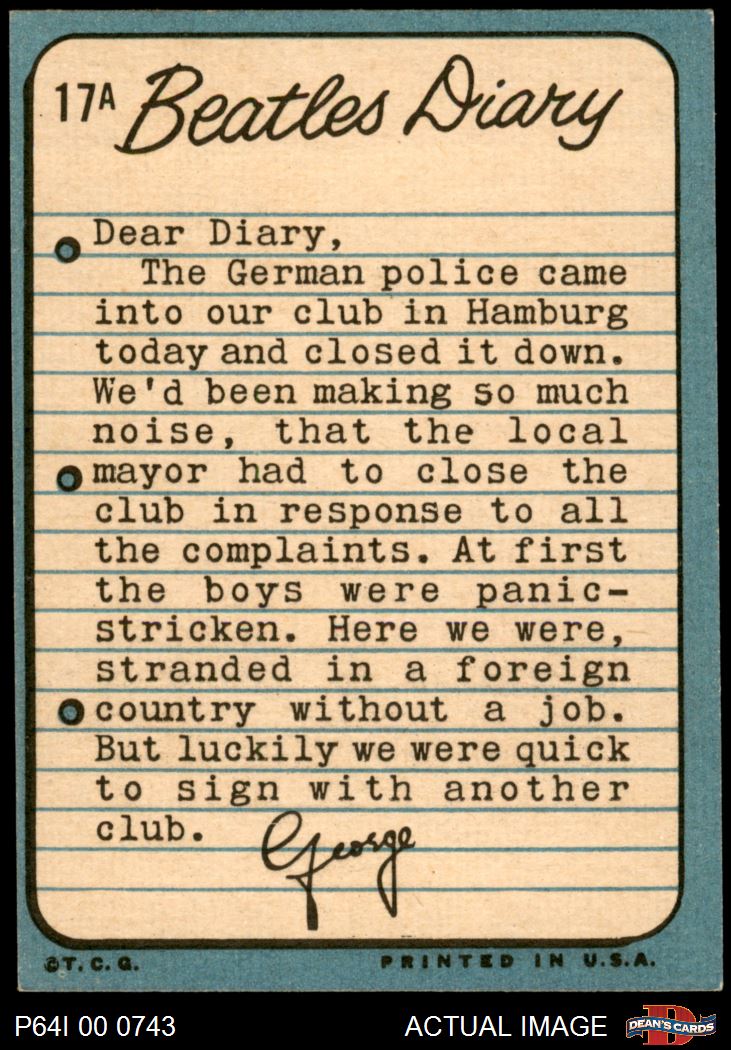 17A Beatles Diary
Dear Diary,
The German police came
into our club in Hamburg
today and closed it down.
We'd been making so much
noise, that the local
mayor had to close the
club in response to all
the complaints. At first
the boys were panic-
stricken. Here we were,
stranded in a foreign
country without a job.
But luckily we were quick
to sign with another
club.
George
©T.C.G. PRINTED IN U.S.A.
P64I 00 0743 ACTUAL IMAGE DEAN'S CARDS